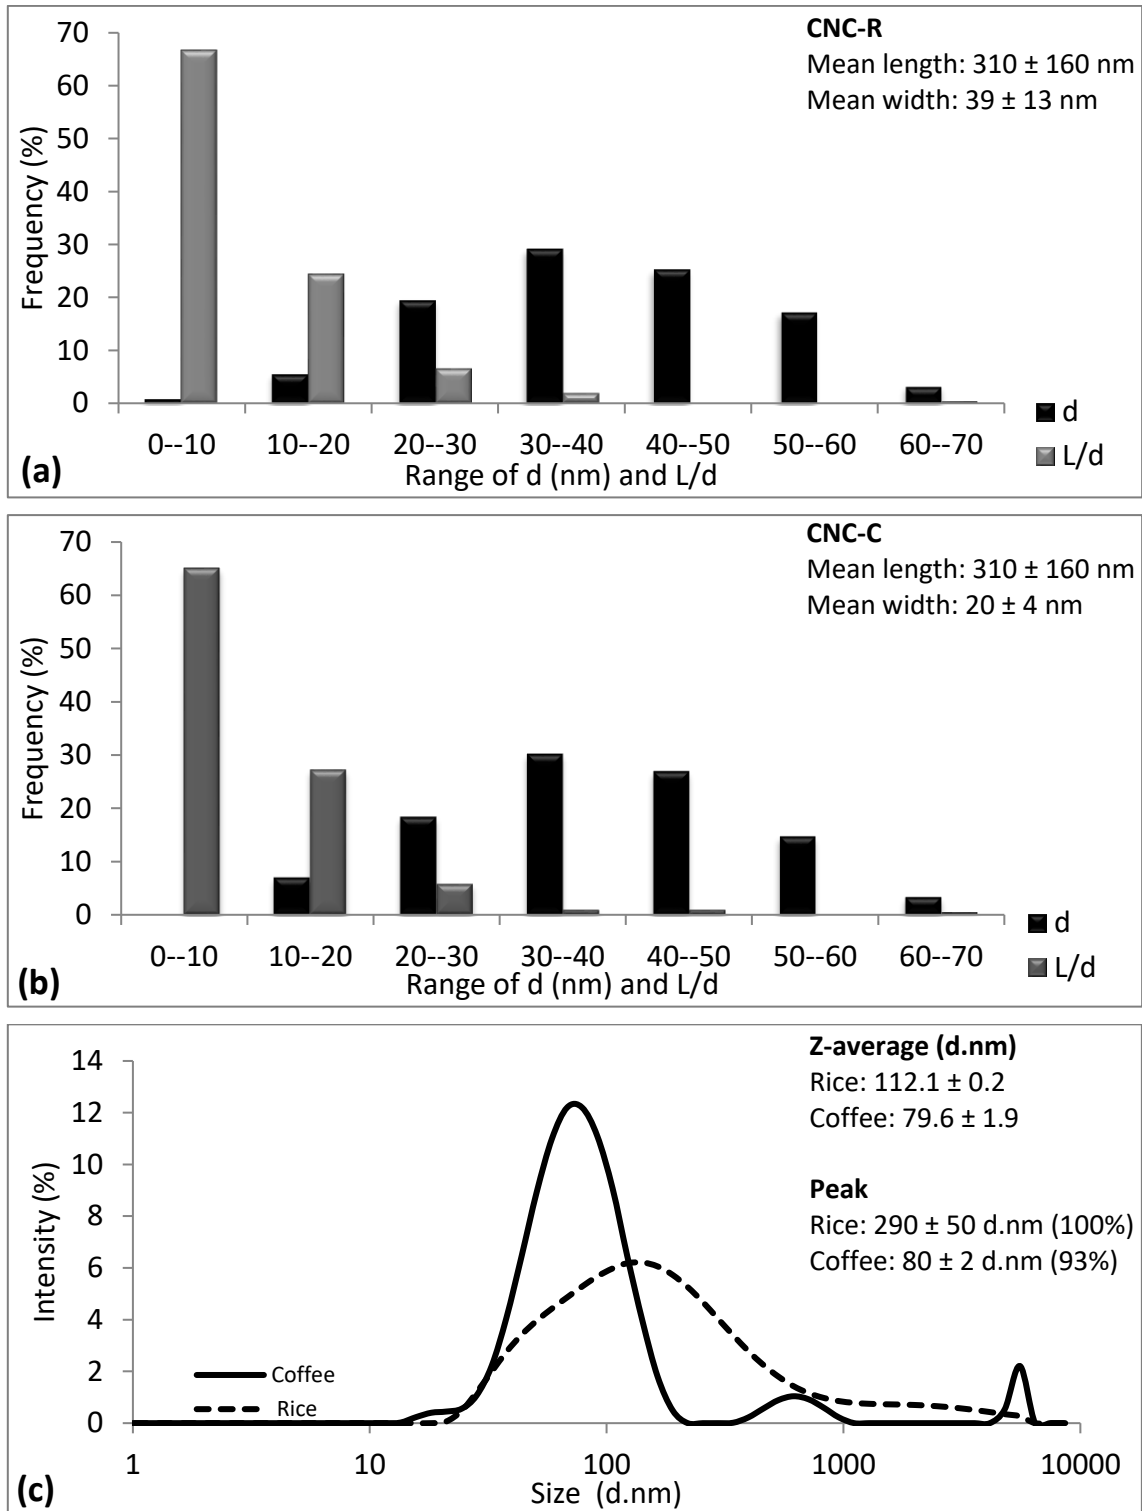 CNC-R
Mean length: 310 ± 160 nm
Mean width: 39 ± 13 nm
Frequency (%)
70
60
50
40
30
20
10
0
0--10 10--20 20--30 30--40 40--50 50--60 60--70
Range of d (nm) and L/d
d
L/d
(a)
CNC-C
Mean length: 310 ± 160 nm
Mean width: 20 ± 4 nm
Frequency (%)
70
60
50
40
30
20
10
0
0--10 10--20 20--30 30--40 40--50 50--60 60--70
Range of d (nm) and L/d
d
L/d
(b)
Z-average (d.nm)
Rice: 112.1 ± 0.2
Coffee: 79.6 ± 1.9
Peak
Rice: 290 ± 50 d.nm (100%)
Coffee: 80 ± 2 d.nm (93%)
Intensity (%)
14
12
10
8
6
4
2
0
Coffee
Rice
1 10 100 1000 10000
Size (d.nm)
(c)